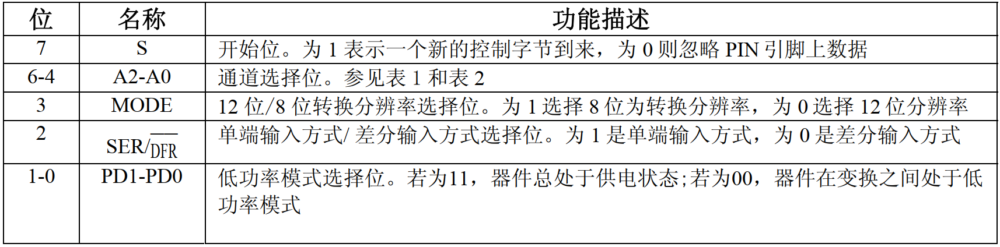 位 名称 功能描述
7 S 开始位。为 1 表示一个新的控制字节到来，为 0 则忽略 PIN 引脚上数据
6-4 A2-A0 通道选择位。参见表 1 和表 2
3 MODE 12 位/8 位转换分辨率选择位。为 1 选择 8 位为转换分辨率，为 0 选择 12 位分辨率
2 SER/D̅F̅R̅ 单端输入方式/ 差分输入方式选择位。为 1 是单端输入方式，为 0 是差分输入方式
1-0 PD1-PD0 低功率模式选择位。若为11，器件总处于供电状态;若为00，器件在变换之间处于低
功率模式